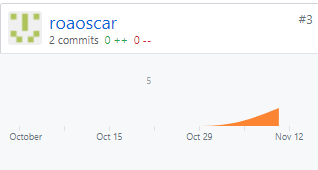 roaoscar #3
2 commits 0 ++ 0 --
5
October Oct 15 Oct 29 Nov 12